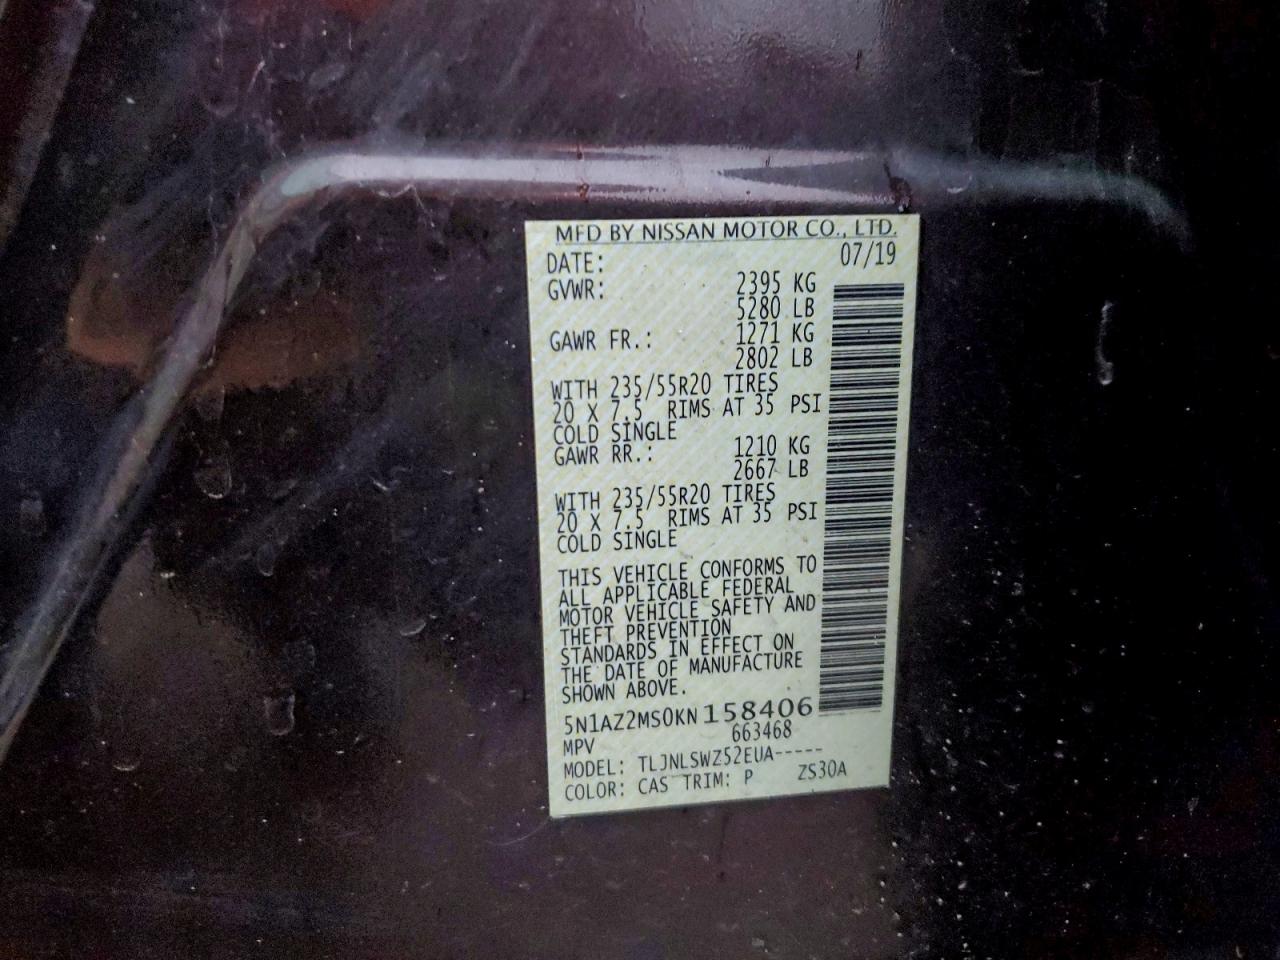 MFD BY NISSAN MOTOR CO., LTD.
DATE: 07/19
GVWR: 2395 KG
5280 LB
GAWR FR.: 1271 KG
2802 LB
WITH 235/55R20 TIRES
20 X 7.5 RIMS AT 35 PSI
COLD SINGLE
GAWR RR.: 1210 KG
2667 LB
WITH 235/55R20 TIRES
20 X 7.5 RIMS AT 35 PSI
COLD SINGLE
THIS VEHICLE CONFORMS TO
ALL APPLICABLE FEDERAL
MOTOR VEHICLE SAFETY AND
THEFT PREVENTION
STANDARDS IN EFFECT ON
THE DATE OF MANUFACTURE
SHOWN ABOVE.
5N1AZ2MS0KN158406
MPV 663468
MODEL: TLJNLSWZ52EUA-----
COLOR: CAS TRIM: P ZS30A